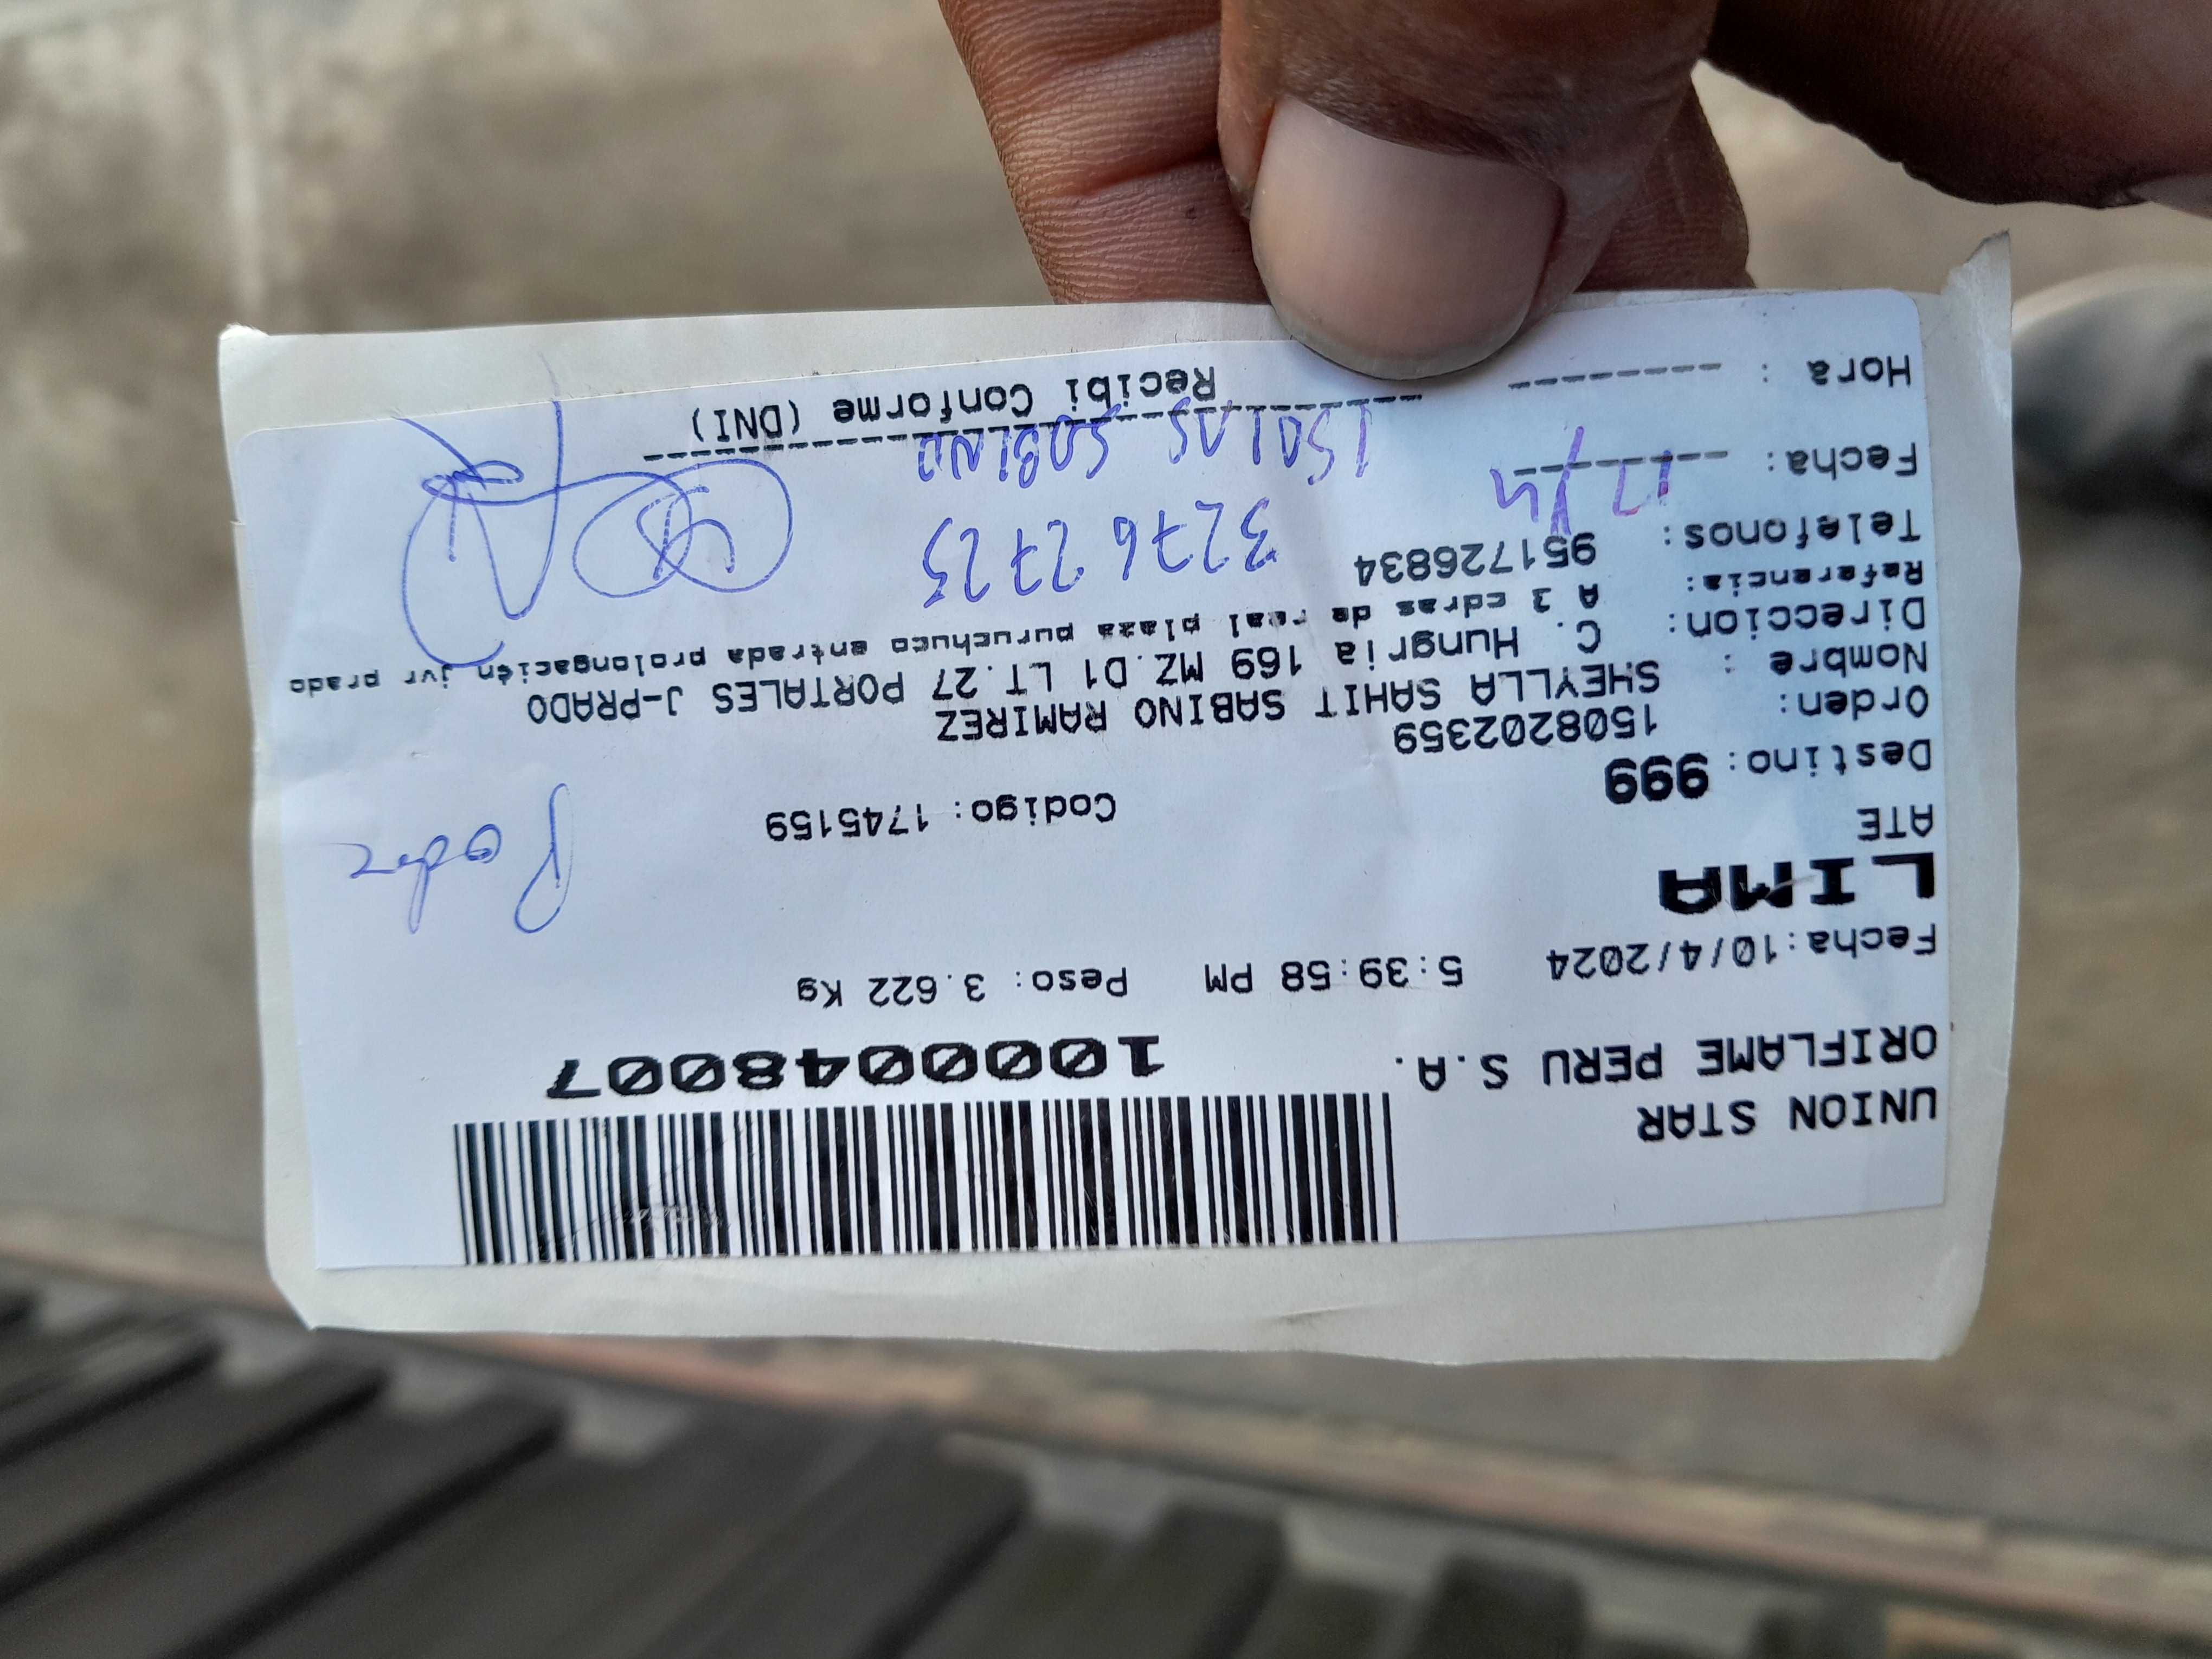 UNION STAR
ORIFLAME PERU S.A.
1000048007
Fecha:10/4/2024 5:39:58 PM Peso: 3.622 Kg
LIMA
ATE
Destino: 999 Codigo: 1745159
Padre
Orden: 1508202359
Nombre : SHEYLLA SAHIT SABINO RAMIREZ
Direccion: C. Hungria 169 MZ.D1 LT.27 PORTALES J-PRADO
Referencia: A 3 cdras de real plaza puruchuco entrada prolongación jvr prado
Telefonos: 951726834
32762725
Fecha: 12/4
SABINO
Hora :
Recibi Conforme (DNI)